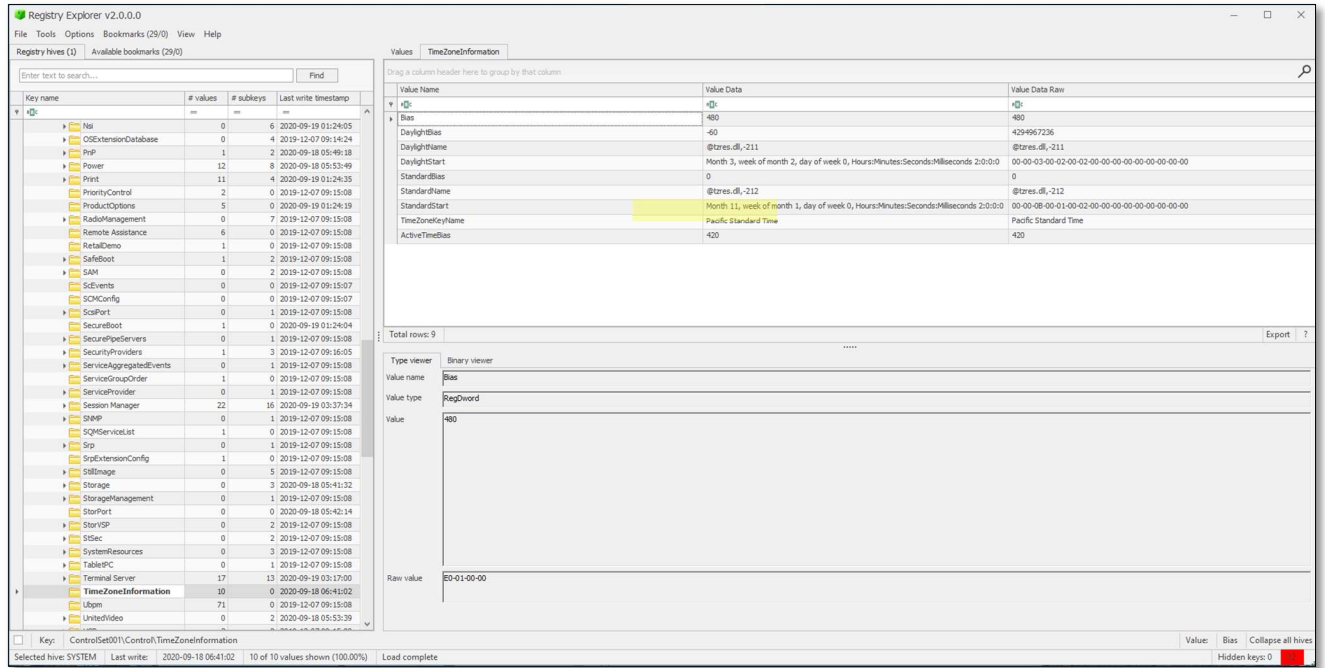 Registry Explorer v2.0.0.0
File Tools Options Bookmarks (29/0) View Help
Registry hives (1) Available bookmarks (29/0)
Enter text to search... Find
Key name # values # subkeys Last write timestamp
= = =
Nsi 0 6 2020-09-19 01:24:05
OSExtensionDatabase 0 4 2019-12-07 09:14:24
PnP 1 2 2020-09-18 05:49:18
Power 12 8 2020-09-18 05:53:49
Print 11 4 2020-09-19 01:24:35
PriorityControl 2 0 2019-12-07 09:15:08
ProductOptions 5 0 2020-09-19 01:24:19
RadioManagement 0 7 2019-12-07 09:15:08
Remote Assistance 6 0 2019-12-07 09:15:08
RetailDemo 1 0 2019-12-07 09:15:08
SafeBoot 1 2 2019-12-07 09:15:08
SAM 0 2 2019-12-07 09:15:08
ScEvents 0 0 2019-12-07 09:15:07
SCMConfig 0 0 2019-12-07 09:15:07
ScsiPort 0 1 2019-12-07 09:15:08
SecureBoot 1 0 2020-09-19 01:24:04
SecurePipeServers 0 1 2019-12-07 09:15:08
SecurityProviders 1 3 2019-12-07 09:16:05
ServiceAggregatedEvents 0 1 2019-12-07 09:15:08
ServiceGroupOrder 1 0 2019-12-07 09:15:08
ServiceProvider 0 1 2019-12-07 09:15:08
Session Manager 22 16 2020-09-19 03:37:34
SNMP 0 1 2019-12-07 09:15:08
SQMServiceList 1 0 2019-12-07 09:15:08
Srp 0 1 2019-12-07 09:15:08
SrpExtensionConfig 1 0 2019-12-07 09:15:08
StillImage 0 5 2019-12-07 09:15:08
Storage 0 3 2020-09-18 05:41:32
StorageManagement 0 1 2019-12-07 09:15:08
StorPort 0 0 2020-09-18 05:42:14
StorVSP 0 2 2019-12-07 09:15:08
StSec 0 2 2019-12-07 09:15:08
SystemResources 0 3 2019-12-07 09:15:08
TabletPC 0 1 2019-12-07 09:15:08
Terminal Server 17 13 2020-09-19 03:17:00
TimeZoneInformation 10 0 2020-09-18 06:41:02
Ubpm 71 0 2019-12-07 09:15:08
UnitedVideo 0 2 2020-09-18 05:53:39
Values TimeZoneInformation
Drag a column header here to group by that column
Value Name Value Data Value Data Raw
Bias 480 480
DaylightBias -60 4294967236
DaylightName @tzres.dll,-211 @tzres.dll,-211
DaylightStart Month 3, week of month 2, day of week 0, Hours:Minutes:Seconds:Milliseconds 2:0:0:0 00-00-03-00-02-00-02-00-00-00-00-00-00-00-00-00
StandardBias 0 0
StandardName @tzres.dll,-212 @tzres.dll,-212
StandardStart Month 11, week of month 1, day of week 0, Hours:Minutes:Seconds:Milliseconds 2:0:0:0 00-00-0B-00-01-00-02-00-00-00-00-00-00-00-00-00
TimeZoneKeyName Pacific Standard Time Pacific Standard Time
ActiveTimeBias 420 420
Total rows: 9 Export ?
Type viewer Binary viewer
Value name Bias
Value type RegDword
Value 480
Raw value E0-01-00-00
Key: ControlSet001\Control\TimeZoneInformation Value: Bias Collapse all hives
Selected hive: SYSTEM Last write: 2020-09-18 06:41:02 10 of 10 values shown (100.00%) Load complete Hidden keys: 0